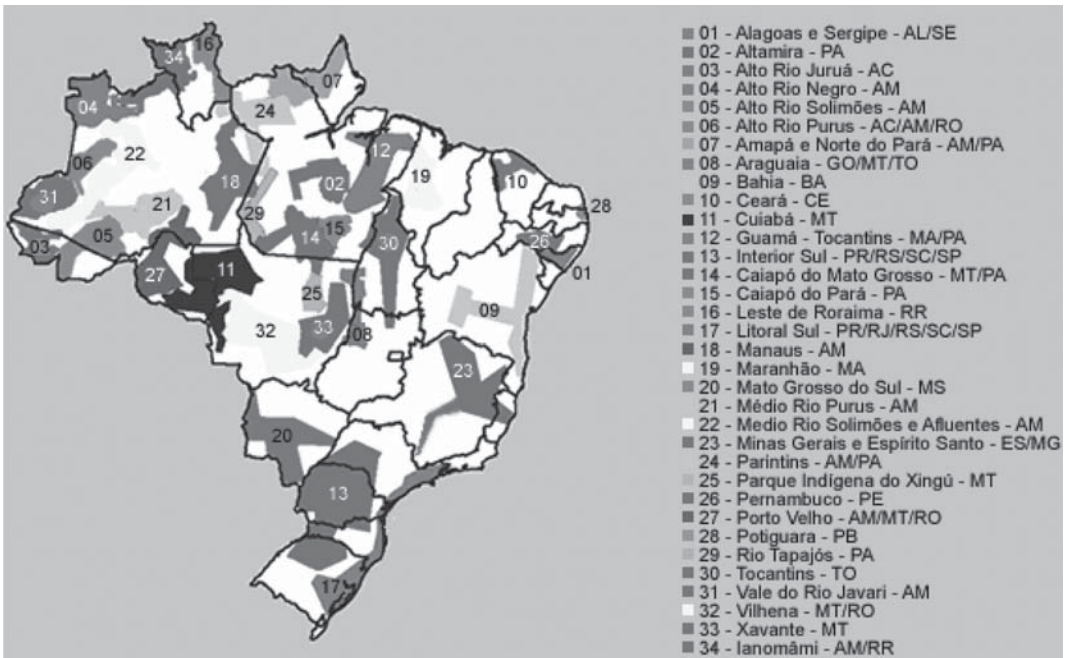 34
16
07
04
24
22
06
12
02
18
19
10
31
21
29
28
05
14
15
30
26
03
27
11
01
25
09
32
33
08
23
20
13
17
01 - Alagoas e Sergipe - AL/SE
02 - Altamira - PA
03 - Alto Rio Juruá - AC
04 - Alto Rio Negro - AM
05 - Alto Rio Solimões - AM
06 - Alto Rio Purus - AC/AM/RO
07 - Amapá e Norte do Pará - AM/PA
08 - Araguaia - GO/MT/TO
09 - Bahia - BA
10 - Ceará - CE
11 - Cuiabá - MT
12 - Guamá - Tocantins - MA/PA
13 - Interior Sul - PR/RS/SC/SP
14 - Caiapó do Mato Grosso - MT/PA
15 - Caiapó do Pará - PA
16 - Leste de Roraima - RR
17 - Litoral Sul - PR/RJ/RS/SC/SP
18 - Manaus - AM
19 - Maranhão - MA
20 - Mato Grosso do Sul - MS
21 - Médio Rio Purus - AM
22 - Medio Rio Solimões e Afluentes - AM
23 - Minas Gerais e Espírito Santo - ES/MG
24 - Parintins - AM/PA
25 - Parque Indígena do Xingú - MT
26 - Pernambuco - PE
27 - Porto Velho - AM/MT/RO
28 - Potiguara - PB
29 - Rio Tapajós - PA
30 - Tocantins - TO
31 - Vale do Rio Javari - AM
32 - Vilhena - MT/RO
33 - Xavante - MT
34 - Ianomâmi - AM/RR